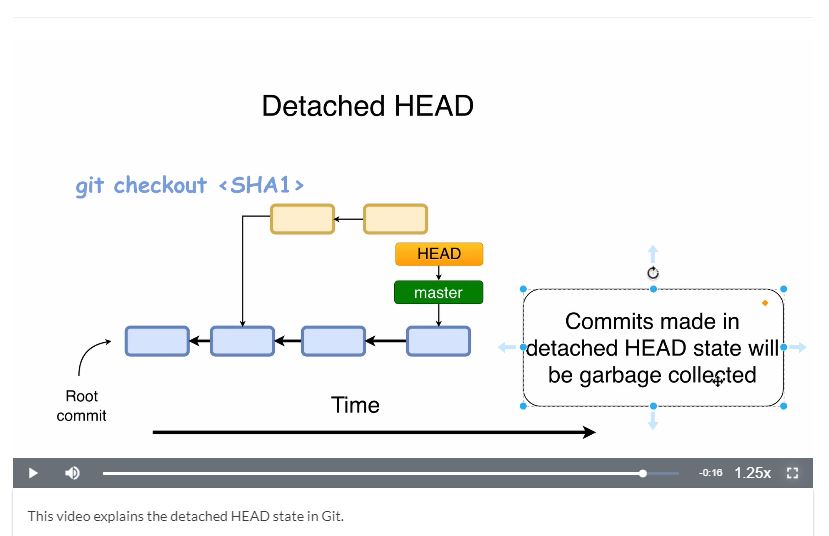 Detached HEAD
git checkout <SHA1>
HEAD
master
Commits made in
detached HEAD state will
be garbage collected
Root
commit
Time
-0:16 1.25x
This video explains the detached HEAD state in Git.